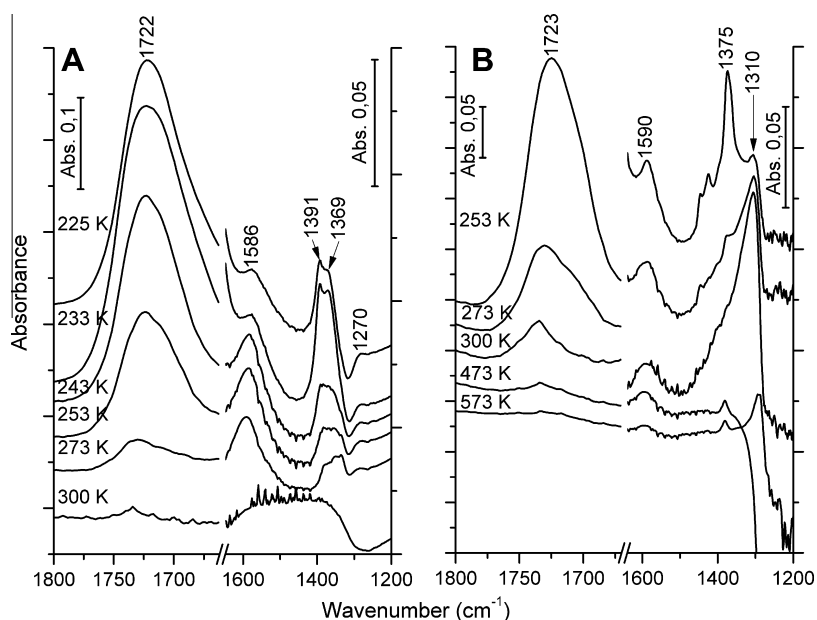 A
1722
Abs. 0,1
Abs. 0,05
225 K
233 K
243 K
253 K
273 K
300 K
1586
1391
1369
1270
1800
1700
1600
1400
1200
Absorbance
B
1723
Abs. 0,05
1590
1375
1310
Abs. 0,05
253 K
273 K
300 K
473 K
573 K
1800
1700
1600
1400
1200
Wavenumber (cm-1)